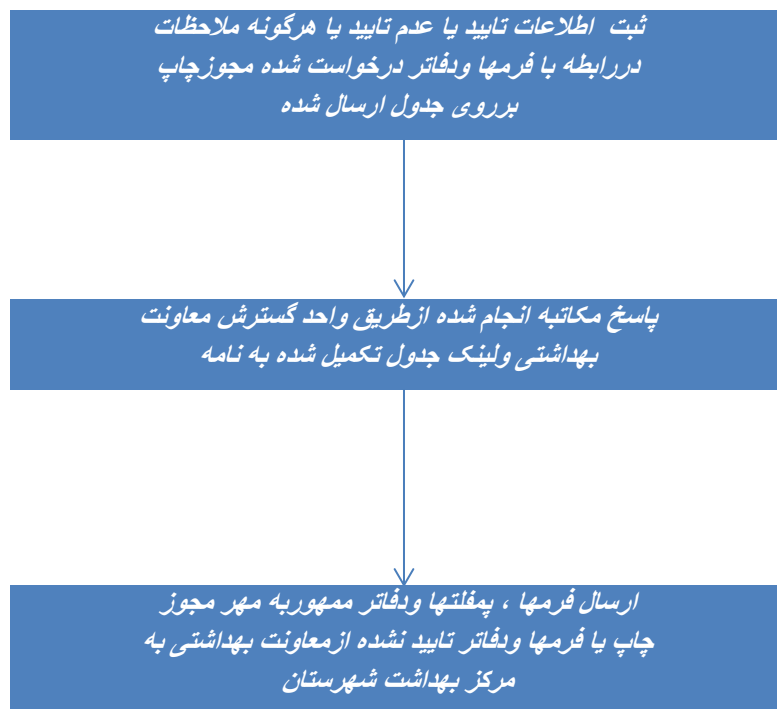 ثبت اطلاعات تایید یا عدم تایید یا هرگونه ملاحظات
دررابطه با فرمها ودفاتر درخواست شده مجوزچاپ
برروی جدول ارسال شده
پاسخ مکاتبه انجام شده ازطریق واحد گسترش معاونت
بهداشتی ولینک جدول تکمیل شده به نامه
ارسال فرمها ، پمفلتها ودفاتر ممهوربه مهر مجوز
چاپ یا فرمها ودفاتر تایید نشده ازمعاونت بهداشتی به
مرکز بهداشت شهرستان